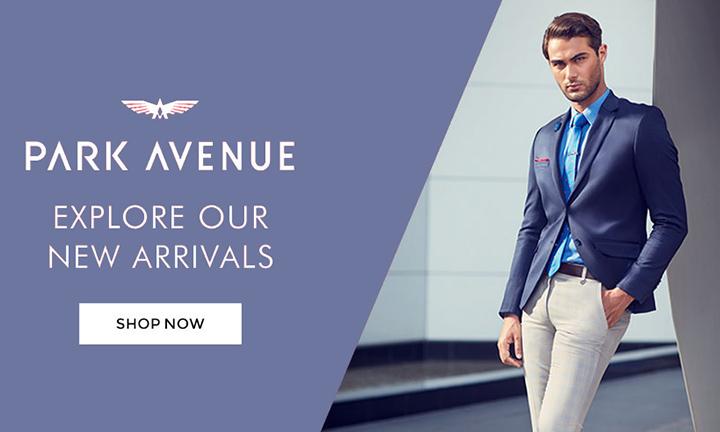 PARK AVENUE
EXPLORE OUR
NEW ARRIVALS
SHOP NOW